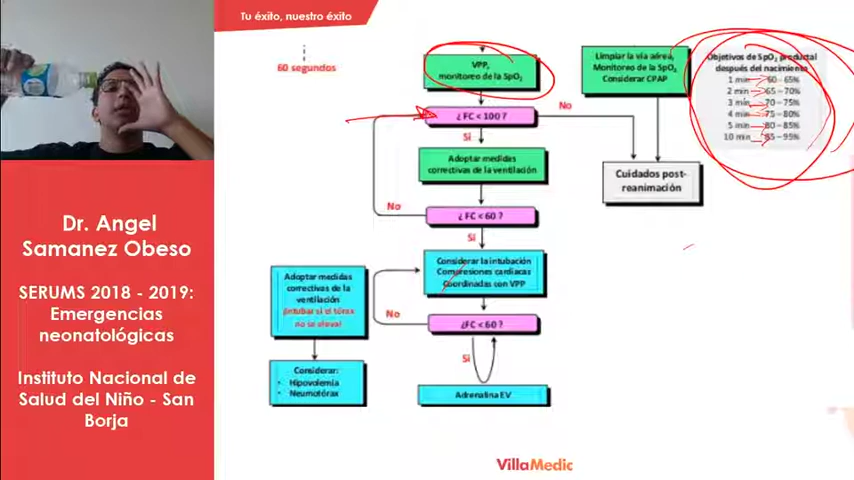 Tu éxito, nuestro éxito
60 segundos
VPP,
monitoreo de la SpO₂
Limpiar la vía aérea,
Monitoreo de la SpO₂
Considerar CPAP
Objetivos de SpO₂ preductal
después del nacimiento
1 min 60 - 65%
2 min 65 - 70%
3 min 70 - 75%
4 min 75 - 80%
5 min 80 - 85%
10 min 85 - 95%
¿ FC < 100 ?
No
Si
Adoptar medidas
correctivas de la ventilación
Cuidados post-
reanimación
No
¿ FC < 60 ?
Si
Considerar la intubación
Compresiones cardiacas
Coordinadas con VPP
Adoptar medidas
correctivas de la
ventilación
¡Intubar si el tórax
no se eleva!
No
¿FC < 60 ?
Si
Considerar:
• Hipovolemia
• Neumotórax
Adrenalina EV
Dr. Angel
Samanez Obeso
SERUMS 2018 - 2019:
Emergencias
neonatológicas
Instituto Nacional de
Salud del Niño - San
Borja
VillaMedic